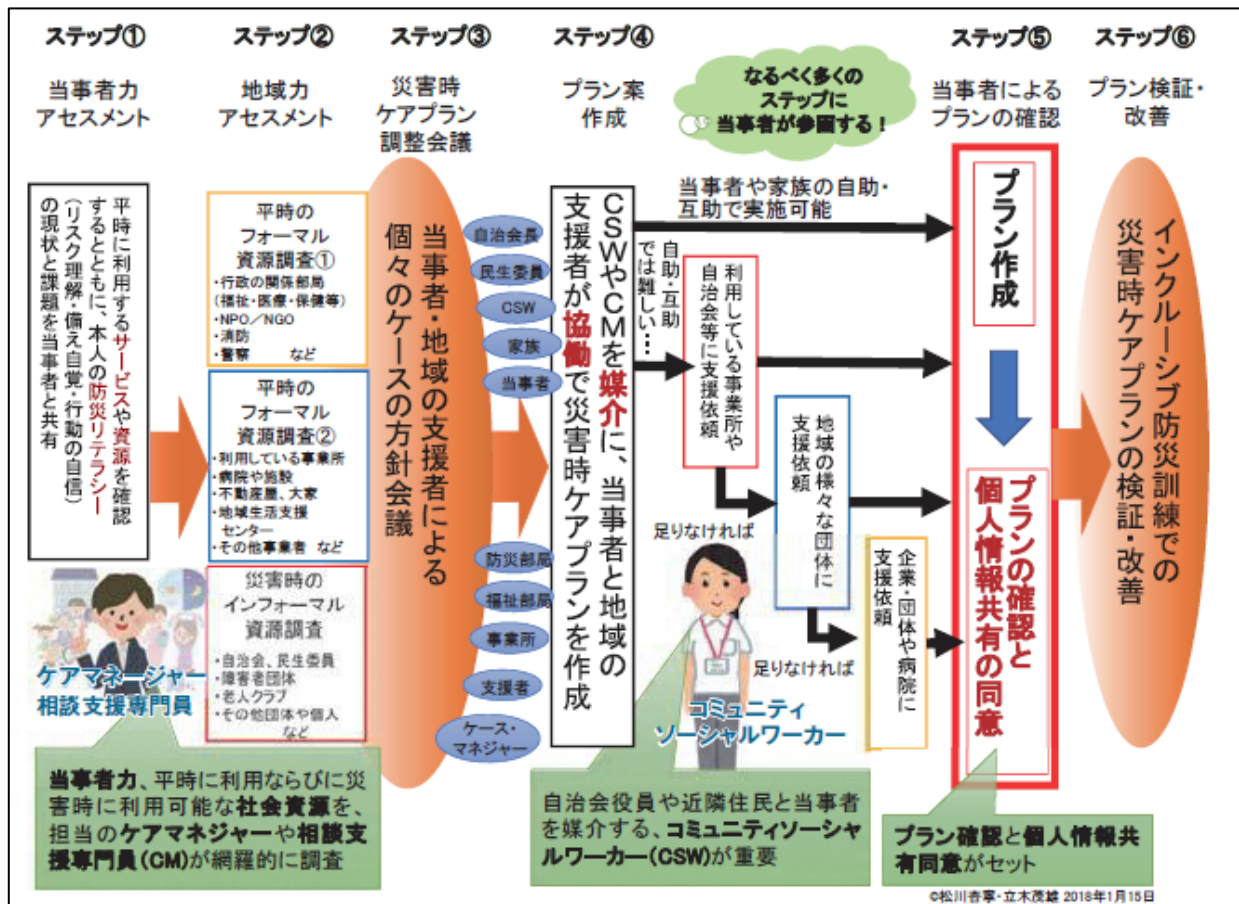 ステップ①
当事者力
アセスメント
平時に利用するサービスや資源を確認
するとともに、本人の防災リテラシー
(リスク理解・備え自覚・行動の自信)
の現状と課題を当事者と共有
ケアマネージャー
相談支援専門員
当事者力、平時に利用ならびに災
害時に利用可能な社会資源を、
担当のケアマネジャーや相談支
援専門員(CM)が網羅的に調査
ステップ②
地域力
アセスメント
平時の
フォーマル
資源調査①
・行政の関係部局
(福祉・医療・保健等)
・NPO/NGO
・消防
・警察 など
平時の
フォーマル
資源調査②
・利用している事業所
・病院や施設
・不動産屋、大家
・地域生活支援
センター
・その他事業者 など
災害時の
インフォーマル
資源調査
・自治会、民生委員
・障害者団体
・老人クラブ
・その他団体や個人
など
ステップ③
災害時
ケアプラン
調整会議
当事者・地域の支援者による
個々のケースの方針会議
自治会長
民生委員
CSW
家族
当事者
防災部局
福祉部局
事業所
支援者
ケース・
マネジャー
ステップ④
プラン案
作成
CSWやCMを媒介に、当事者と地域の
支援者が協働で災害時ケアプランを作成
なるべく多くの
ステップに
当事者が参画する!
当事者や家族の自助・
互助で実施可能
自助・互助
では難しい…
利用している事業所や
自治会等に支援依頼
足りなければ
地域の様々な団体に
支援依頼
足りなければ
企業・団体や病院に
支援依頼
コミュニティ
ソーシャルワーカー
自治会役員や近隣住民と当事者
を媒介する、コミュニティソーシャ
ルワーカー(CSW)が重要
ステップ⑤
当事者による
プランの確認
プラン作成
プランの確認と
個人情報共有の同意
プラン確認と個人情報共
有同意がセット
ステップ⑥
プラン検証・
改善
インクルーシブ防災訓練での
災害時ケアプランの検証・改善
©松川杏寧・立木茂雄 2018年1月15日